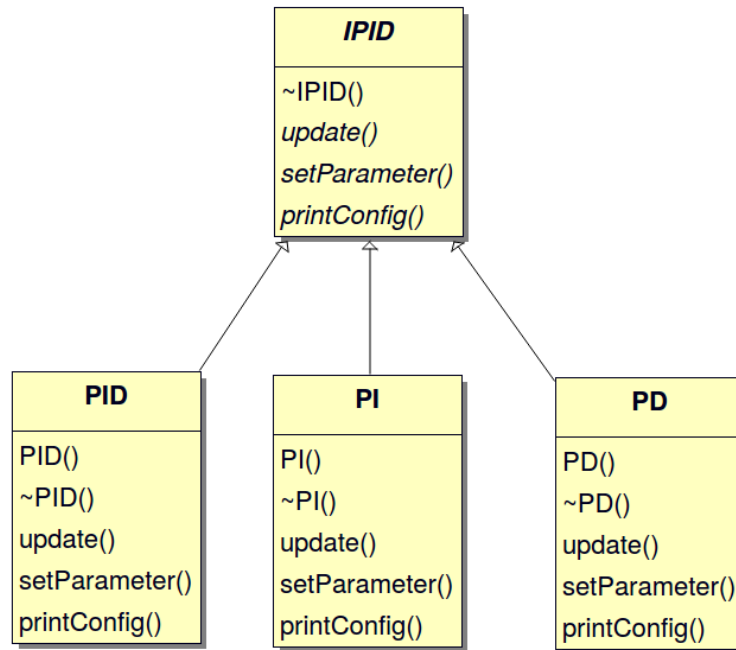 IPID
~IPID()
update()
setParameter()
printConfig()
PID
PID()
~PID()
update()
setParameter()
printConfig()
PI
PI()
~PI()
update()
setParameter()
printConfig()
PD
PD()
~PD()
update()
setParameter()
printConfig()